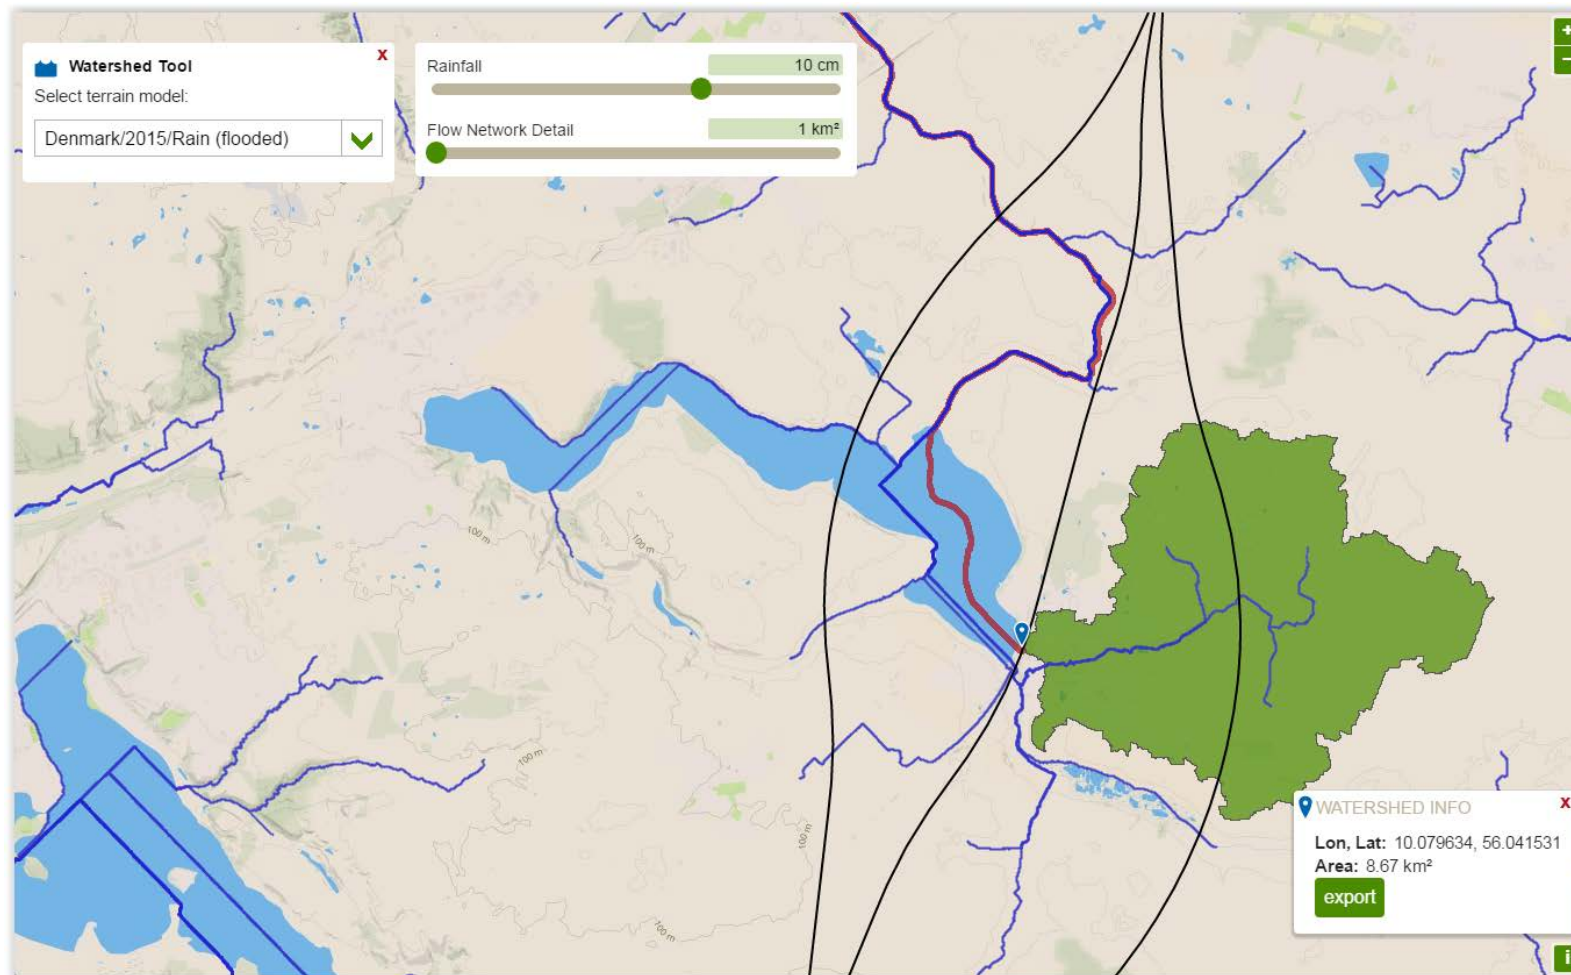 Watershed Tool
x
Select terrain model:
Denmark/2015/Rain (flooded)
Rainfall
10 cm
Flow Network Detail
1 km²
+
−
100 m
100 m
100 m
100 m
100 m
WATERSHED INFO
x
Lon, Lat: 10.079634, 56.041531
Area: 8.67 km²
export
i